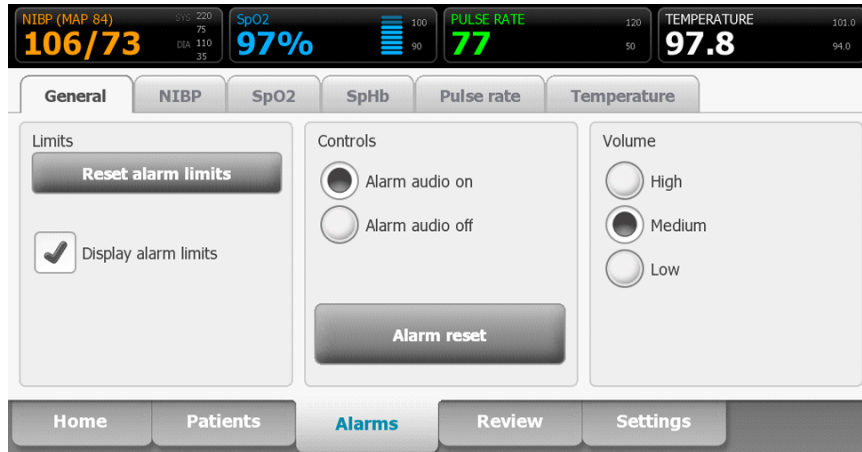 NIBP (MAP 84)
106/73
SYS 220
75
DIA 110
35
SpO2
97%
100
90
PULSE RATE
77
120
50
TEMPERATURE
97.8
101.0
94.0
General NIBP SpO2 SpHb Pulse rate Temperature
Limits
Reset alarm limits
Display alarm limits
Controls
Alarm audio on
Alarm audio off
Alarm reset
Volume
High
Medium
Low
Home Patients Alarms Review Settings